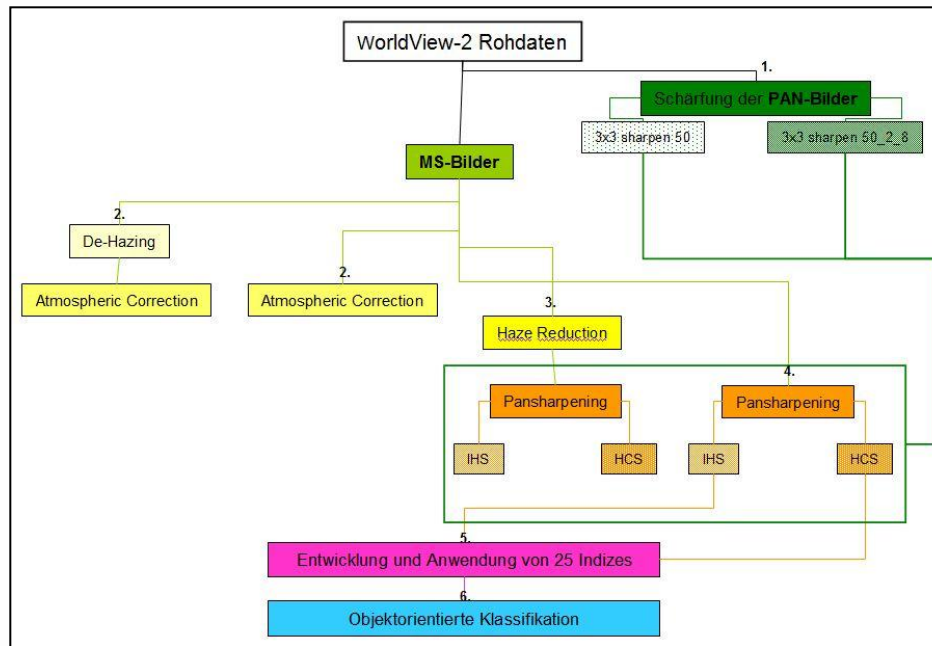 WorldView-2 Rohdaten
1.
Schärfung der PAN-Bilder
3x3 sharpen 50
3x3 sharpen 50_2_8
MS-Bilder
2.
De-Hazing
2.
Atmospheric Correction
Atmospheric Correction
3.
Haze Reduction
4.
Pansharpening
Pansharpening
IHS
HCS
IHS
HCS
5.
Entwicklung und Anwendung von 25 Indizes
6.
Objektorientierte Klassifikation